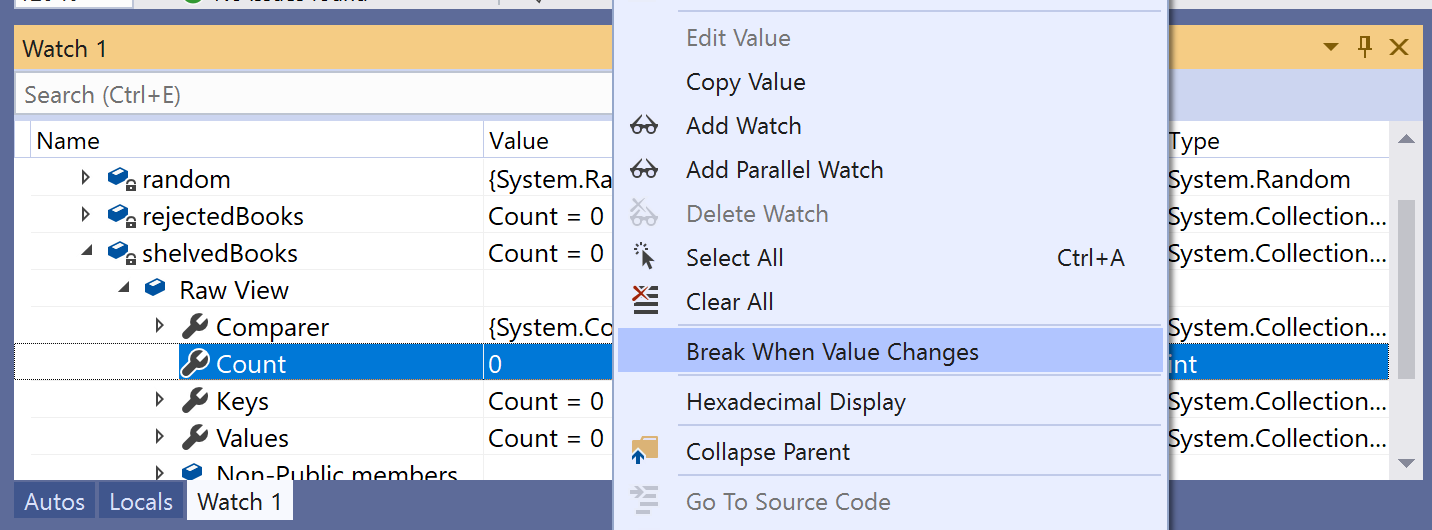 Watch 1
Search (Ctrl+E)
Name Value Type
random {System.Ra System.Random
rejectedBooks Count = 0 System.Collection...
shelvedBooks Count = 0 System.Collection...
Raw View
Comparer {System.Co System.Collection...
Count 0 int
Keys Count = 0 System.Collection...
Values Count = 0 System.Collection...
Non-Public members
Autos Locals Watch 1
Edit Value
Copy Value
Add Watch
Add Parallel Watch
Delete Watch
Select All Ctrl+A
Clear All
Break When Value Changes
Hexadecimal Display
Collapse Parent
Go To Source Code